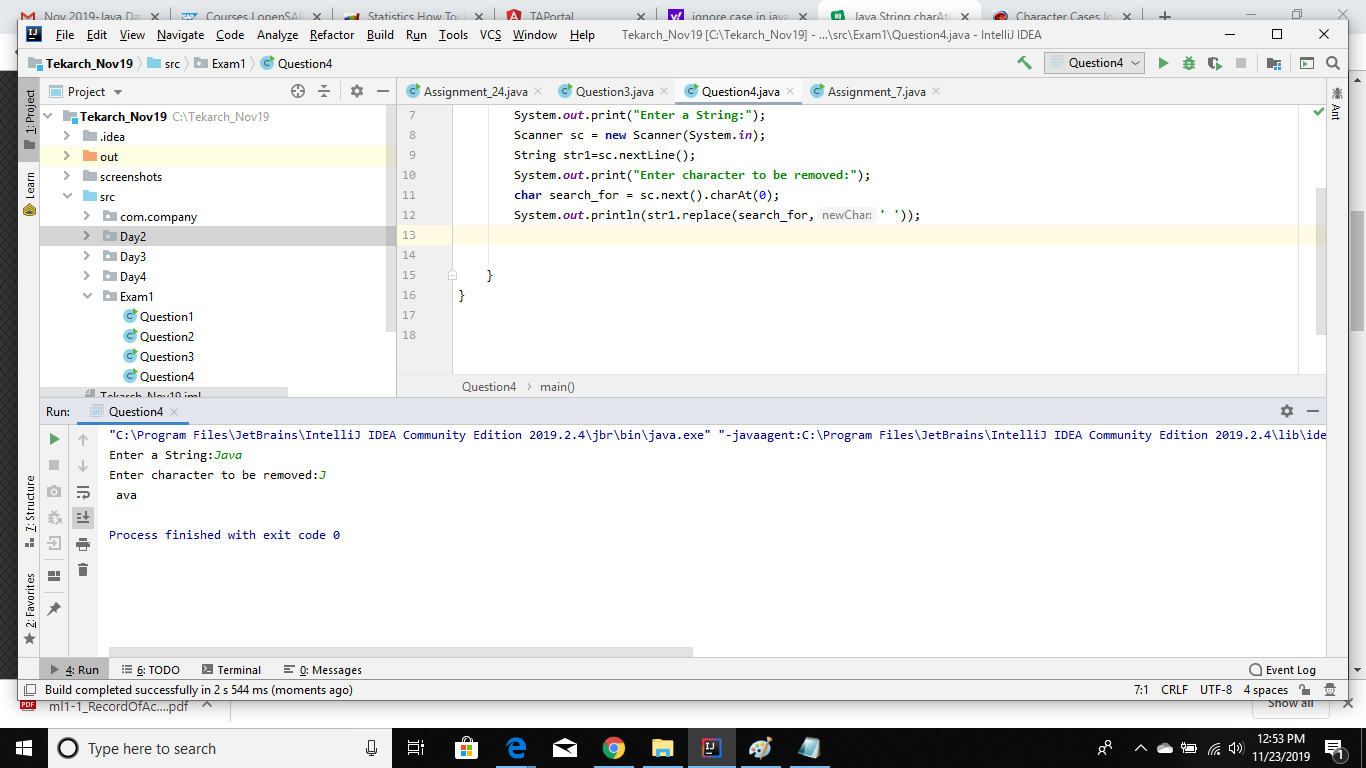 Nov 2019-Java Da
Courses | openSAP
Statistics How To:
TAPortal
ignore case in java
Java String charAt
Character Cases
File Edit View Navigate Code Analyze Refactor Build Run Tools VCS Window Help Tekarch_Nov19 [C:\Tekarch_Nov19] - ...\src\Exam1\Question4.java - IntelliJ IDEA
Tekarch_Nov19 src Exam1 Question4 Question4
1: Project
Learn
7: Structure
2: Favorites
Ant
Project
Tekarch_Nov19 C:\Tekarch_Nov19
.idea
out
screenshots
src
com.company
Day2
Day3
Day4
Exam1
Question1
Question2
Question3
Question4
Tekarch_Nov19.iml
Assignment_24.java Question3.java Question4.java Assignment_7.java
7 System.out.print("Enter a String:");
8 Scanner sc = new Scanner(System.in);
9 String str1=sc.nextLine();
10 System.out.print("Enter character to be removed:");
11 char search_for = sc.next().charAt(0);
12 System.out.println(str1.replace(search_for, newChar: ' '));
13
14
15 }
16 }
17
18
Question4 main()
Run: Question4
"C:\Program Files\JetBrains\IntelliJ IDEA Community Edition 2019.2.4\jbr\bin\java.exe" "-javaagent:C:\Program Files\JetBrains\IntelliJ IDEA Community Edition 2019.2.4\lib\ide
Enter a String:Java
Enter character to be removed:J
ava
Process finished with exit code 0
4: Run 6: TODO Terminal 0: Messages Event Log
Build completed successfully in 2 s 544 ms (moments ago) 7:1 CRLF UTF-8 4 spaces
PDF ml1-1_RecordOfAc....pdf Show all
Type here to search
12:53 PM
11/23/2019
1